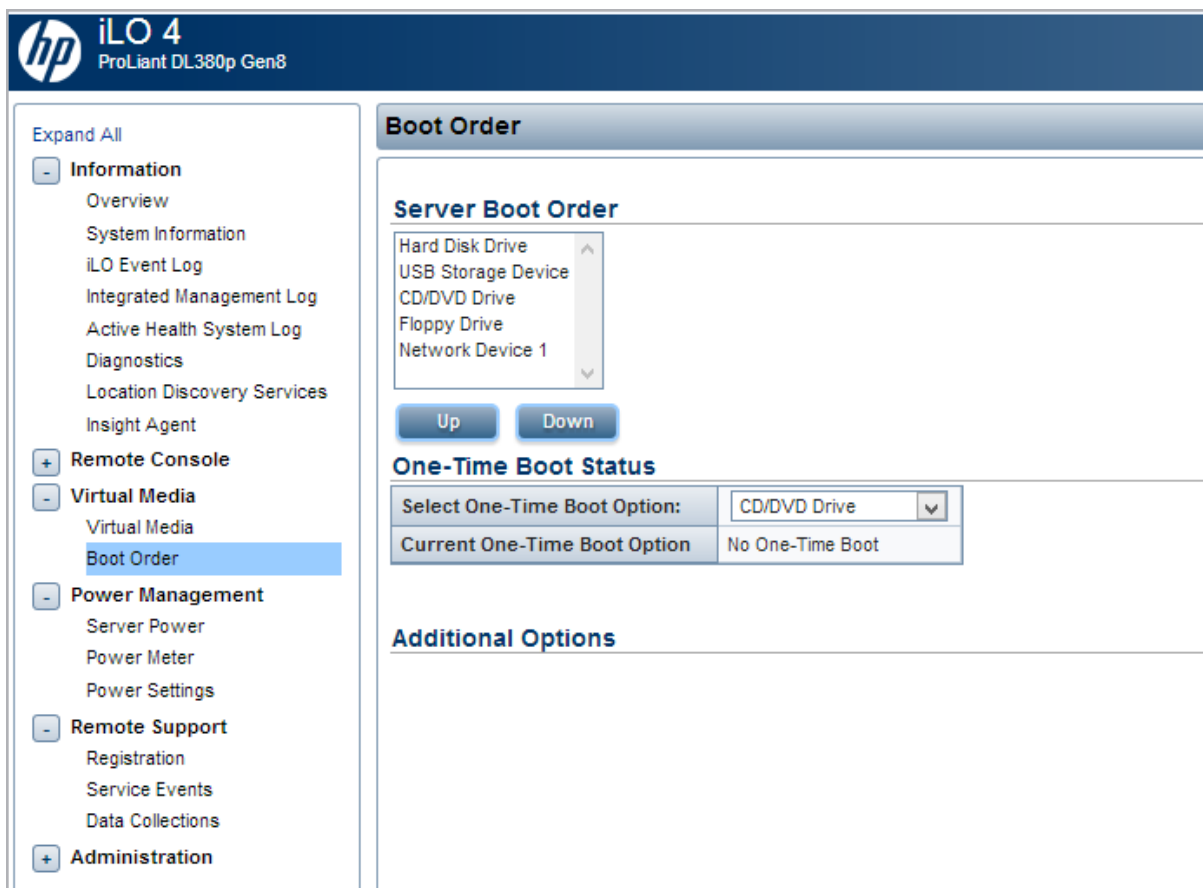 hp
iLO 4
ProLiant DL380p Gen8
Expand All
- Information
Overview
System Information
iLO Event Log
Integrated Management Log
Active Health System Log
Diagnostics
Location Discovery Services
Insight Agent
+ Remote Console
- Virtual Media
Virtual Media
Boot Order
- Power Management
Server Power
Power Meter
Power Settings
- Remote Support
Registration
Service Events
Data Collections
+ Administration
Boot Order
Server Boot Order
Hard Disk Drive
USB Storage Device
CD/DVD Drive
Floppy Drive
Network Device 1
Up Down
One-Time Boot Status
Select One-Time Boot Option: CD/DVD Drive
Current One-Time Boot Option No One-Time Boot
Additional Options